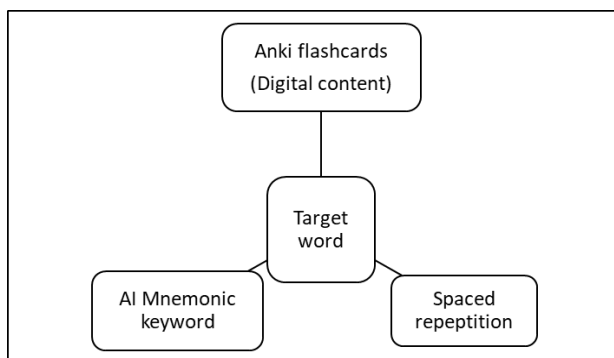 Anki flashcards
(Digital content)
Target
word
AI Mnemonic
keyword
Spaced
repeptition